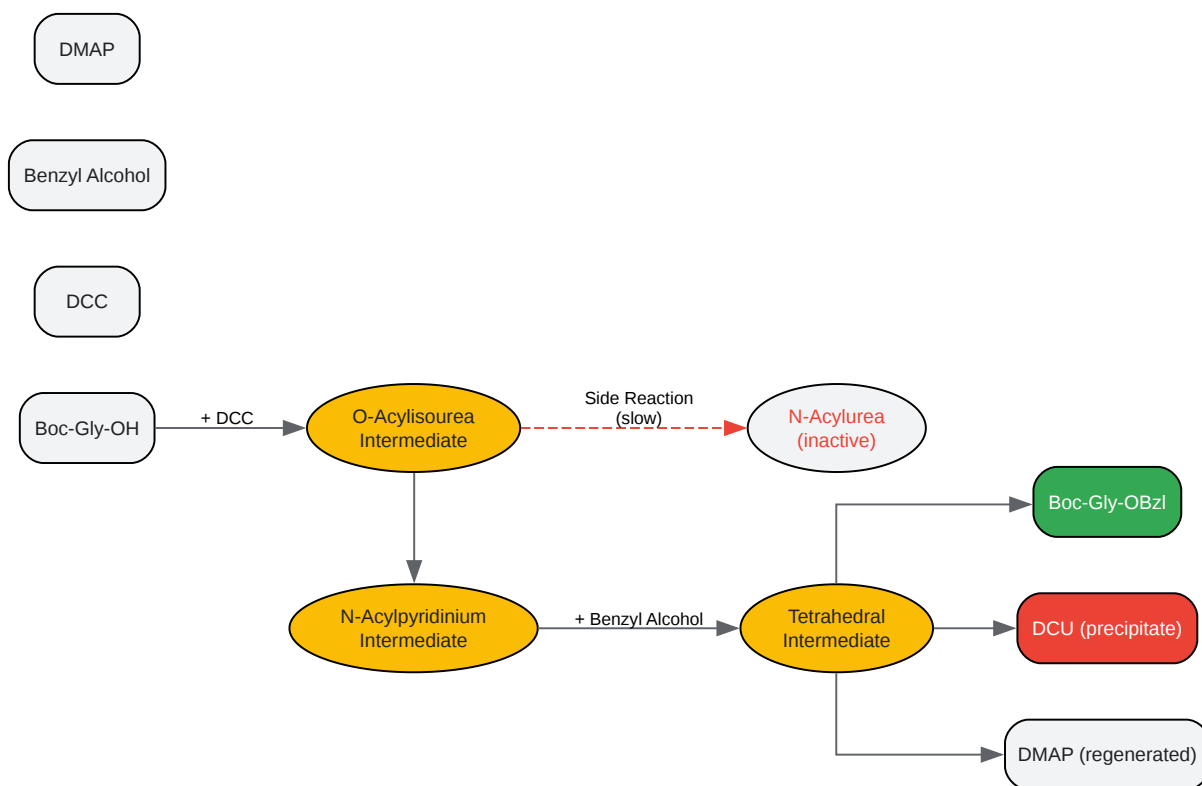 DMAP
Benzyl Alcohol
DCC
Boc-Gly-OH
+ DCC
O-Acylisourea
Intermediate
Side Reaction
(slow)
N-Acylurea
(inactive)
N-Acylpyridinium
Intermediate
+ Benzyl Alcohol
Tetrahedral
Intermediate
Boc-Gly-OBzl
DCU (precipitate)
DMAP (regenerated)